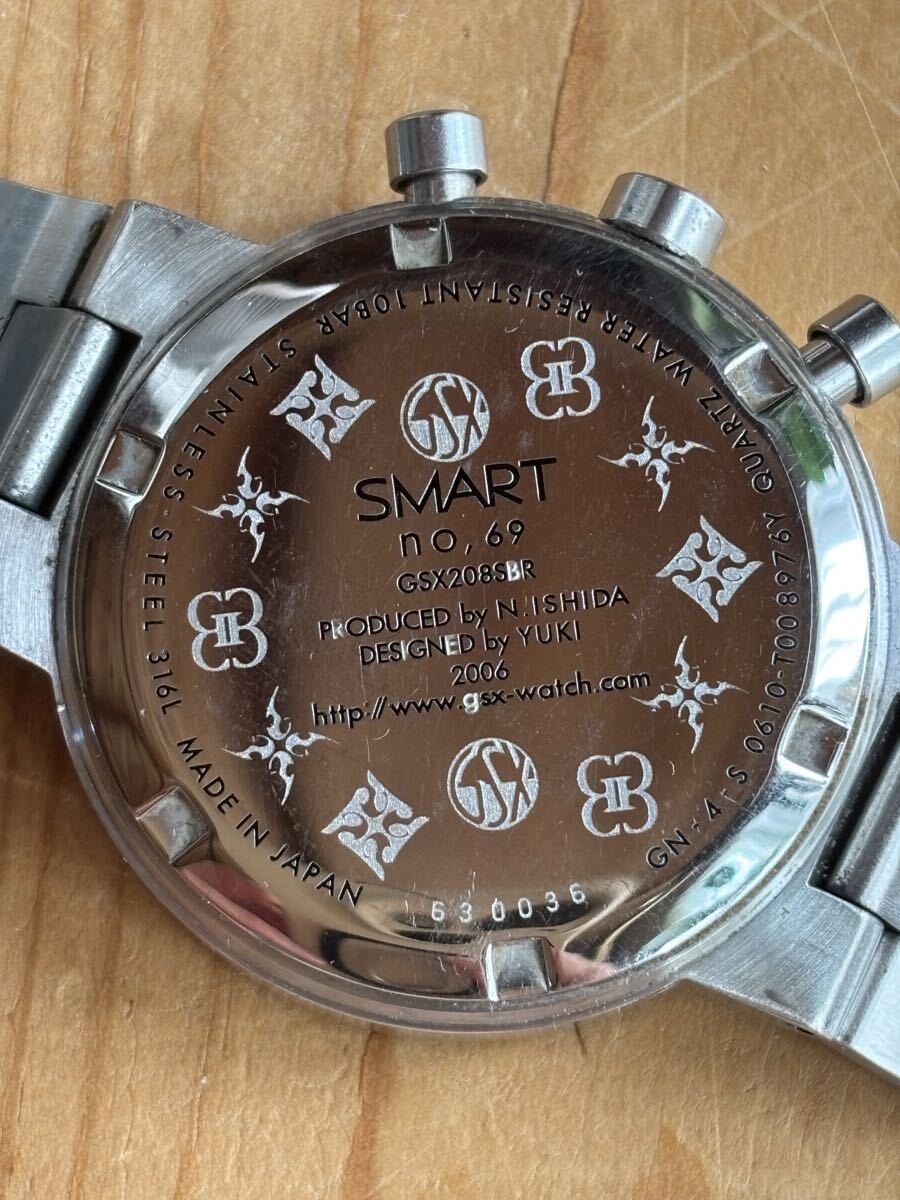 GSX
SMART
no, 69
GSX208SBR
PRODUCED by N.ISHIDA
DESIGNED by YUKI
2006
http://www.gsx-watch.com
GSX
GN-4-S 0610-T008976Y QUARTZ WATER RESISTANT 10BAR STAINLESS-STEEL 316L
MADE IN JAPAN
630036